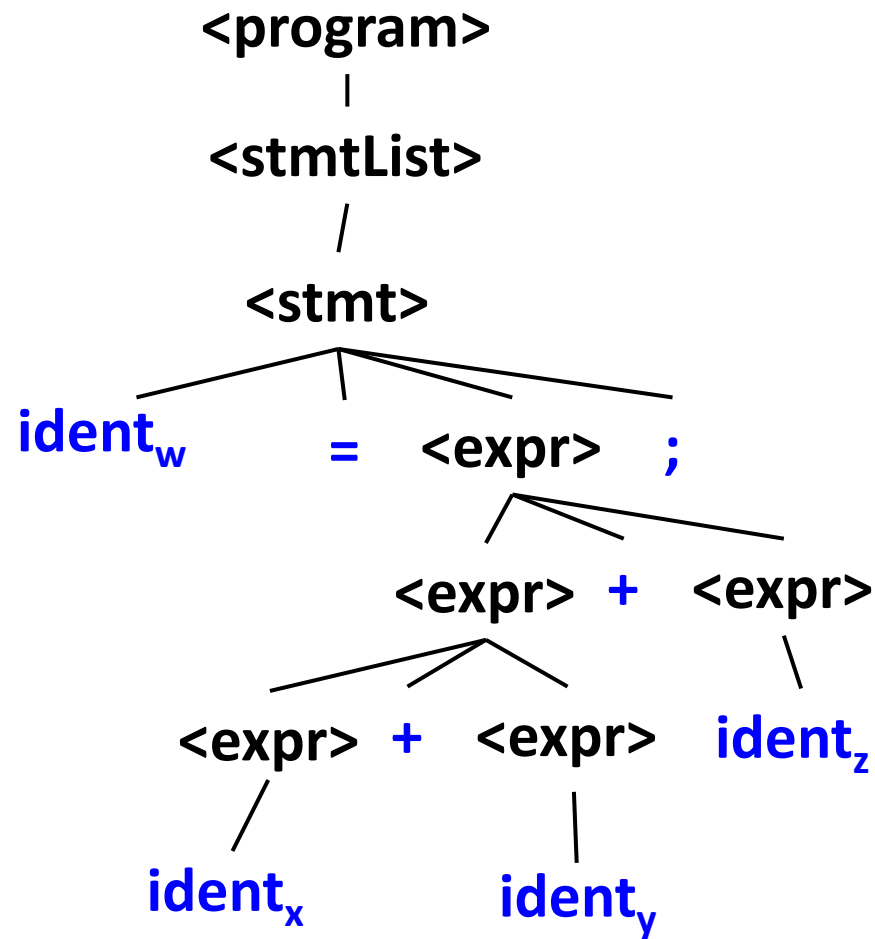 <program>
<stmtList>
<stmt>
identw = <expr> ;
<expr> + <expr>
<expr> + <expr> identz
identx identy